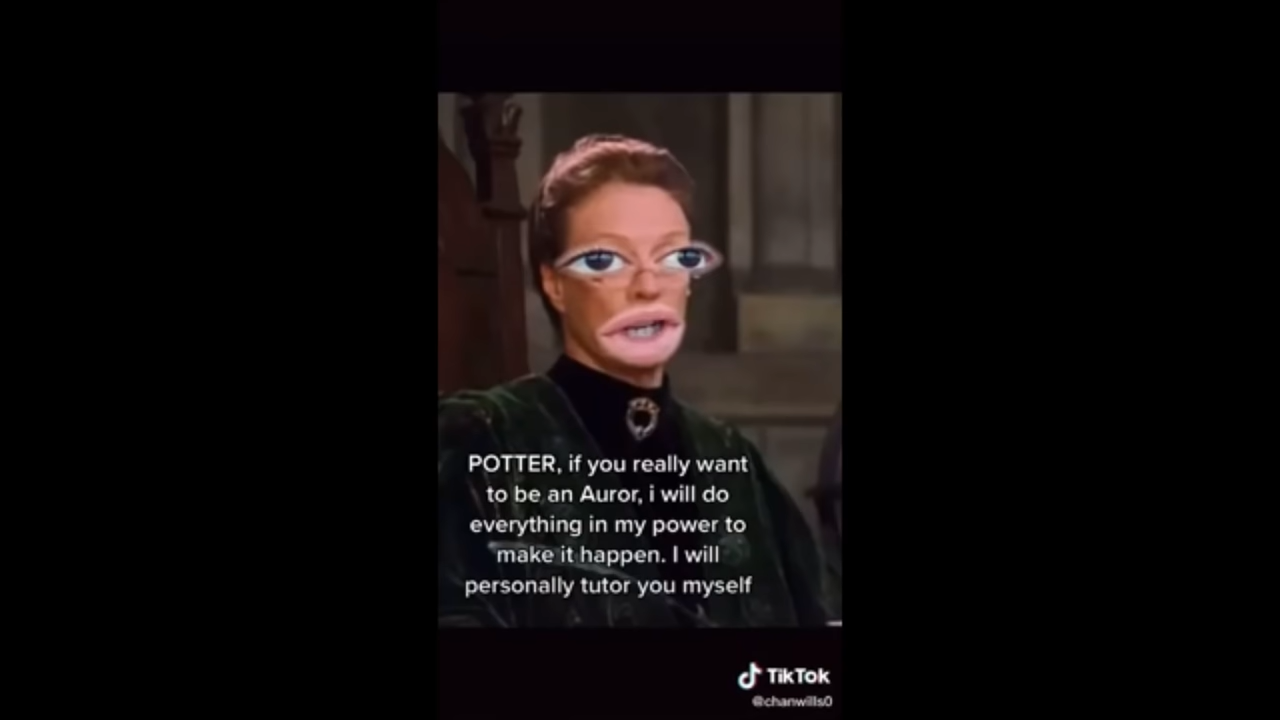 POTTER, if you really want
to be an Auror, i will do
everything in my power to
make it happen. I will
personally tutor you myself
TikTok
@chanwills0